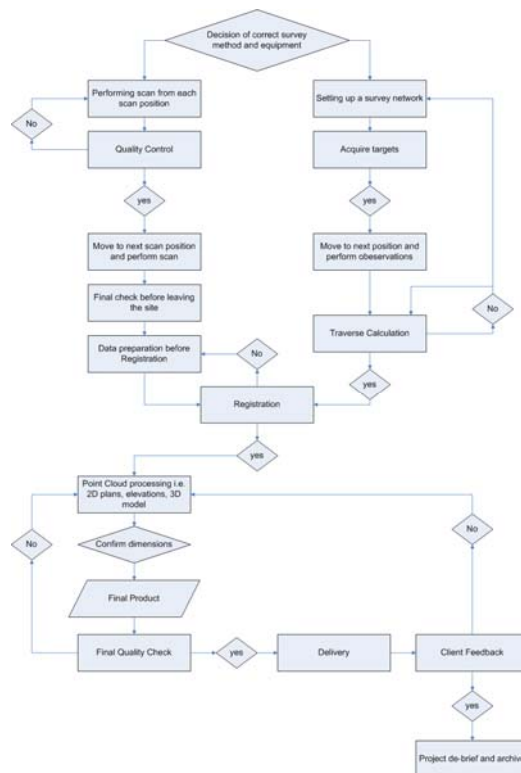 Decision of correct survey
method and equipment
Performing scan from each
scan position
Setting up a survey network
No
Quality Control
Acquire targets
yes
yes
Move to next scan position
and perform scan
Move to next position and
perform obeservations
Final check before leaving
the site
No
Traverse Calculation
Data preparation before
Registration
No
yes
Registration
yes
Point Cloud processing i.e.
2D plans, elevations, 3D
model
No
No
Confirm dimensions
Final Product
Final Quality Check
yes
Delivery
Client Feedback
yes
Project de-brief and archive